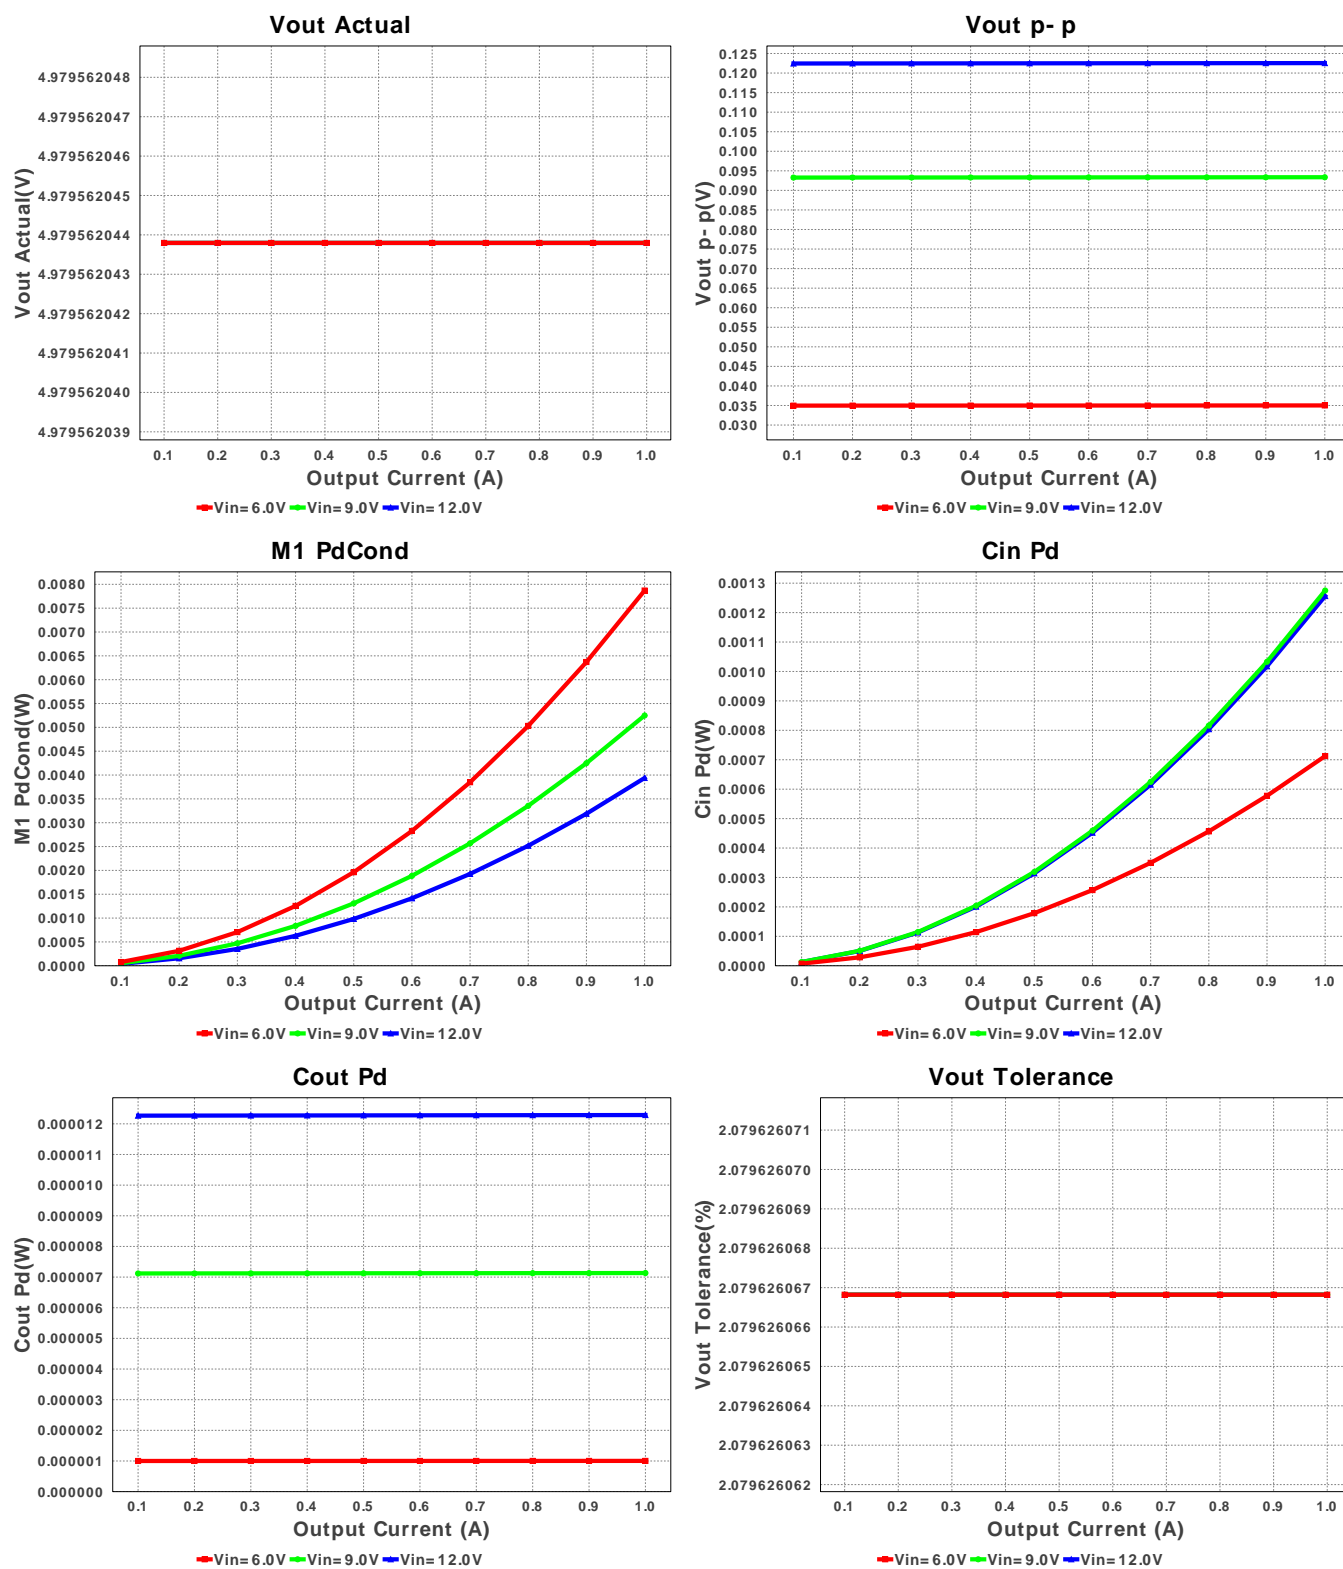 Vout Actual
Vout Actual(V)
4.979562048
4.979562047
4.979562046
4.979562045
4.979562044
4.979562043
4.979562042
4.979562041
4.979562040
4.979562039
0.1 0.2 0.3 0.4 0.5 0.6 0.7 0.8 0.9 1.0
Output Current (A)
Vin= 6.0V Vin= 9.0V Vin= 12.0V
Vout p- p
Vout p- p(V)
0.125
0.120
0.115
0.110
0.105
0.100
0.095
0.090
0.085
0.080
0.075
0.070
0.065
0.060
0.055
0.050
0.045
0.040
0.035
0.030
0.1 0.2 0.3 0.4 0.5 0.6 0.7 0.8 0.9 1.0
Output Current (A)
Vin= 6.0V Vin= 9.0V Vin= 12.0V
M1 PdCond
M1 PdCond(W)
0.0080
0.0075
0.0070
0.0065
0.0060
0.0055
0.0050
0.0045
0.0040
0.0035
0.0030
0.0025
0.0020
0.0015
0.0010
0.0005
0.0000
0.1 0.2 0.3 0.4 0.5 0.6 0.7 0.8 0.9 1.0
Output Current (A)
Vin= 6.0V Vin= 9.0V Vin= 12.0V
Cin Pd
Cin Pd(W)
0.0013
0.0012
0.0011
0.0010
0.0009
0.0008
0.0007
0.0006
0.0005
0.0004
0.0003
0.0002
0.0001
0.0000
0.1 0.2 0.3 0.4 0.5 0.6 0.7 0.8 0.9 1.0
Output Current (A)
Vin= 6.0V Vin= 9.0V Vin= 12.0V
Cout Pd
Cout Pd(W)
0.000012
0.000011
0.000010
0.000009
0.000008
0.000007
0.000006
0.000005
0.000004
0.000003
0.000002
0.000001
0.000000
0.1 0.2 0.3 0.4 0.5 0.6 0.7 0.8 0.9 1.0
Output Current (A)
Vin= 6.0V Vin= 9.0V Vin= 12.0V
Vout Tolerance
Vout Tolerance(%)
2.079626071
2.079626070
2.079626069
2.079626068
2.079626067
2.079626066
2.079626065
2.079626064
2.079626063
2.079626062
0.1 0.2 0.3 0.4 0.5 0.6 0.7 0.8 0.9 1.0
Output Current (A)
Vin= 6.0V Vin= 9.0V Vin= 12.0V